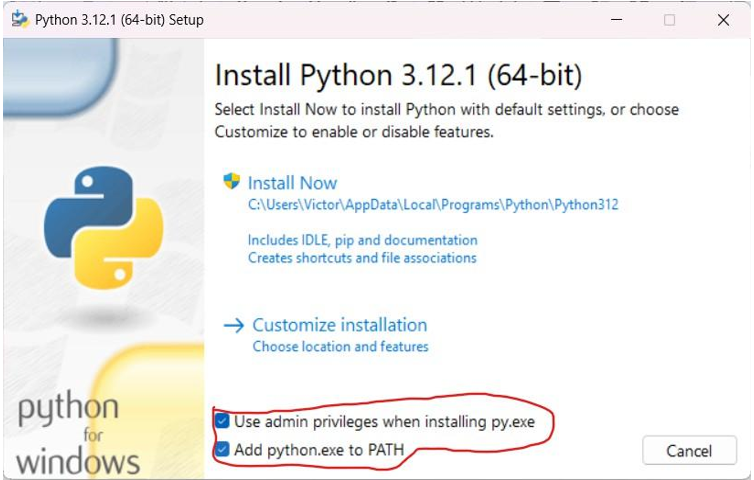 Python 3.12.1 (64-bit) Setup
Install Python 3.12.1 (64-bit)
Select Install Now to install Python with default settings, or choose
Customize to enable or disable features.
Install Now
C:\Users\Victor\AppData\Local\Programs\Python\Python312
Includes IDLE, pip and documentation
Creates shortcuts and file associations
Customize installation
Choose location and features
Use admin privileges when installing py.exe
Add python.exe to PATH
python
for
windows
Cancel